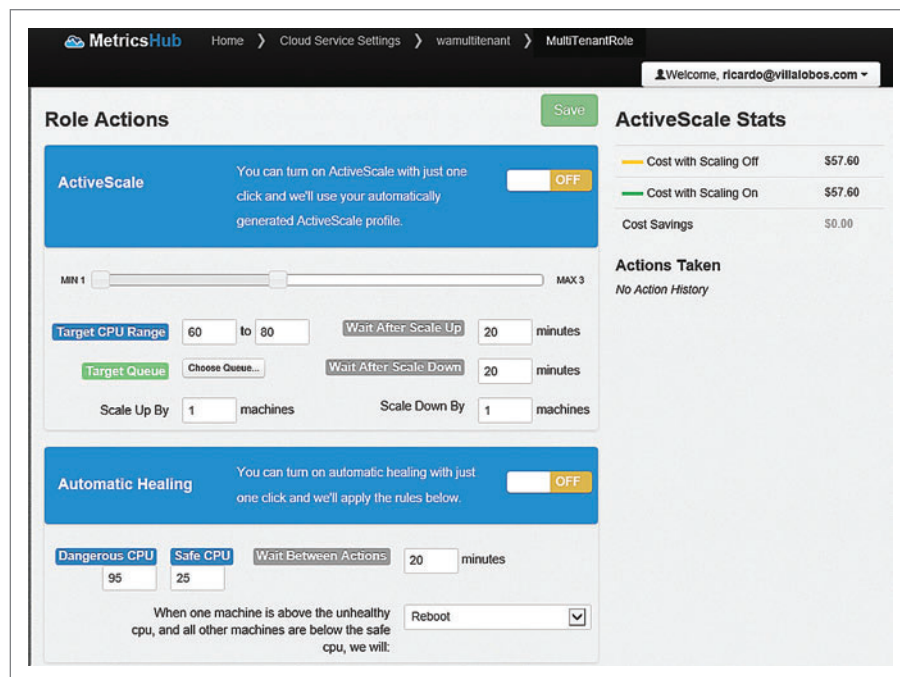 MetricsHub Home ❯ Cloud Service Settings ❯ wamultitenant ❯ MultiTenantRole
Welcome, ricardo@villalobos.com
Role Actions
Save
ActiveScale
You can turn on ActiveScale with just one
click and we'll use your automatically
generated ActiveScale profile.
OFF
MIN 1
MAX 3
Target CPU Range 60 to 80
Wait After Scale Up 20 minutes
Target Queue Choose Queue...
Wait After Scale Down 20 minutes
Scale Up By 1 machines
Scale Down By 1 machines
Automatic Healing
You can turn on automatic healing with just
one click and we'll apply the rules below.
OFF
Dangerous CPU
95
Safe CPU
25
Wait Between Actions 20 minutes
When one machine is above the unhealthy
cpu, and all other machines are below the safe
cpu, we will:
Reboot
ActiveScale Stats
Cost with Scaling Off $57.60
Cost with Scaling On $57.60
Cost Savings $0.00
Actions Taken
No Action History